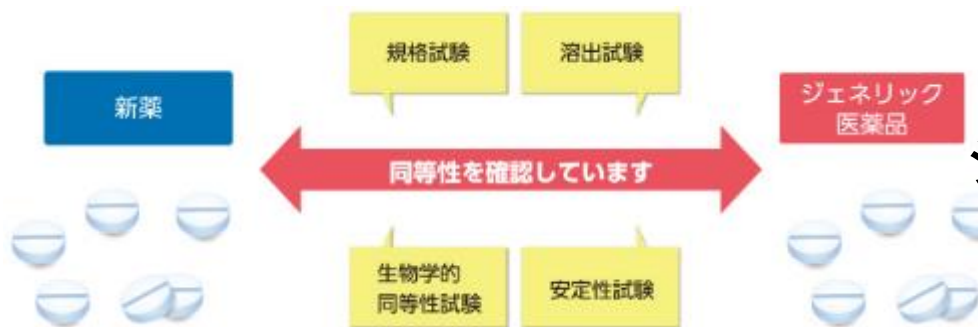 規格試験
溶出試験
新薬
ジェネリック
医薬品
同等性を確認しています
生物学的
同等性試験
安定性試験